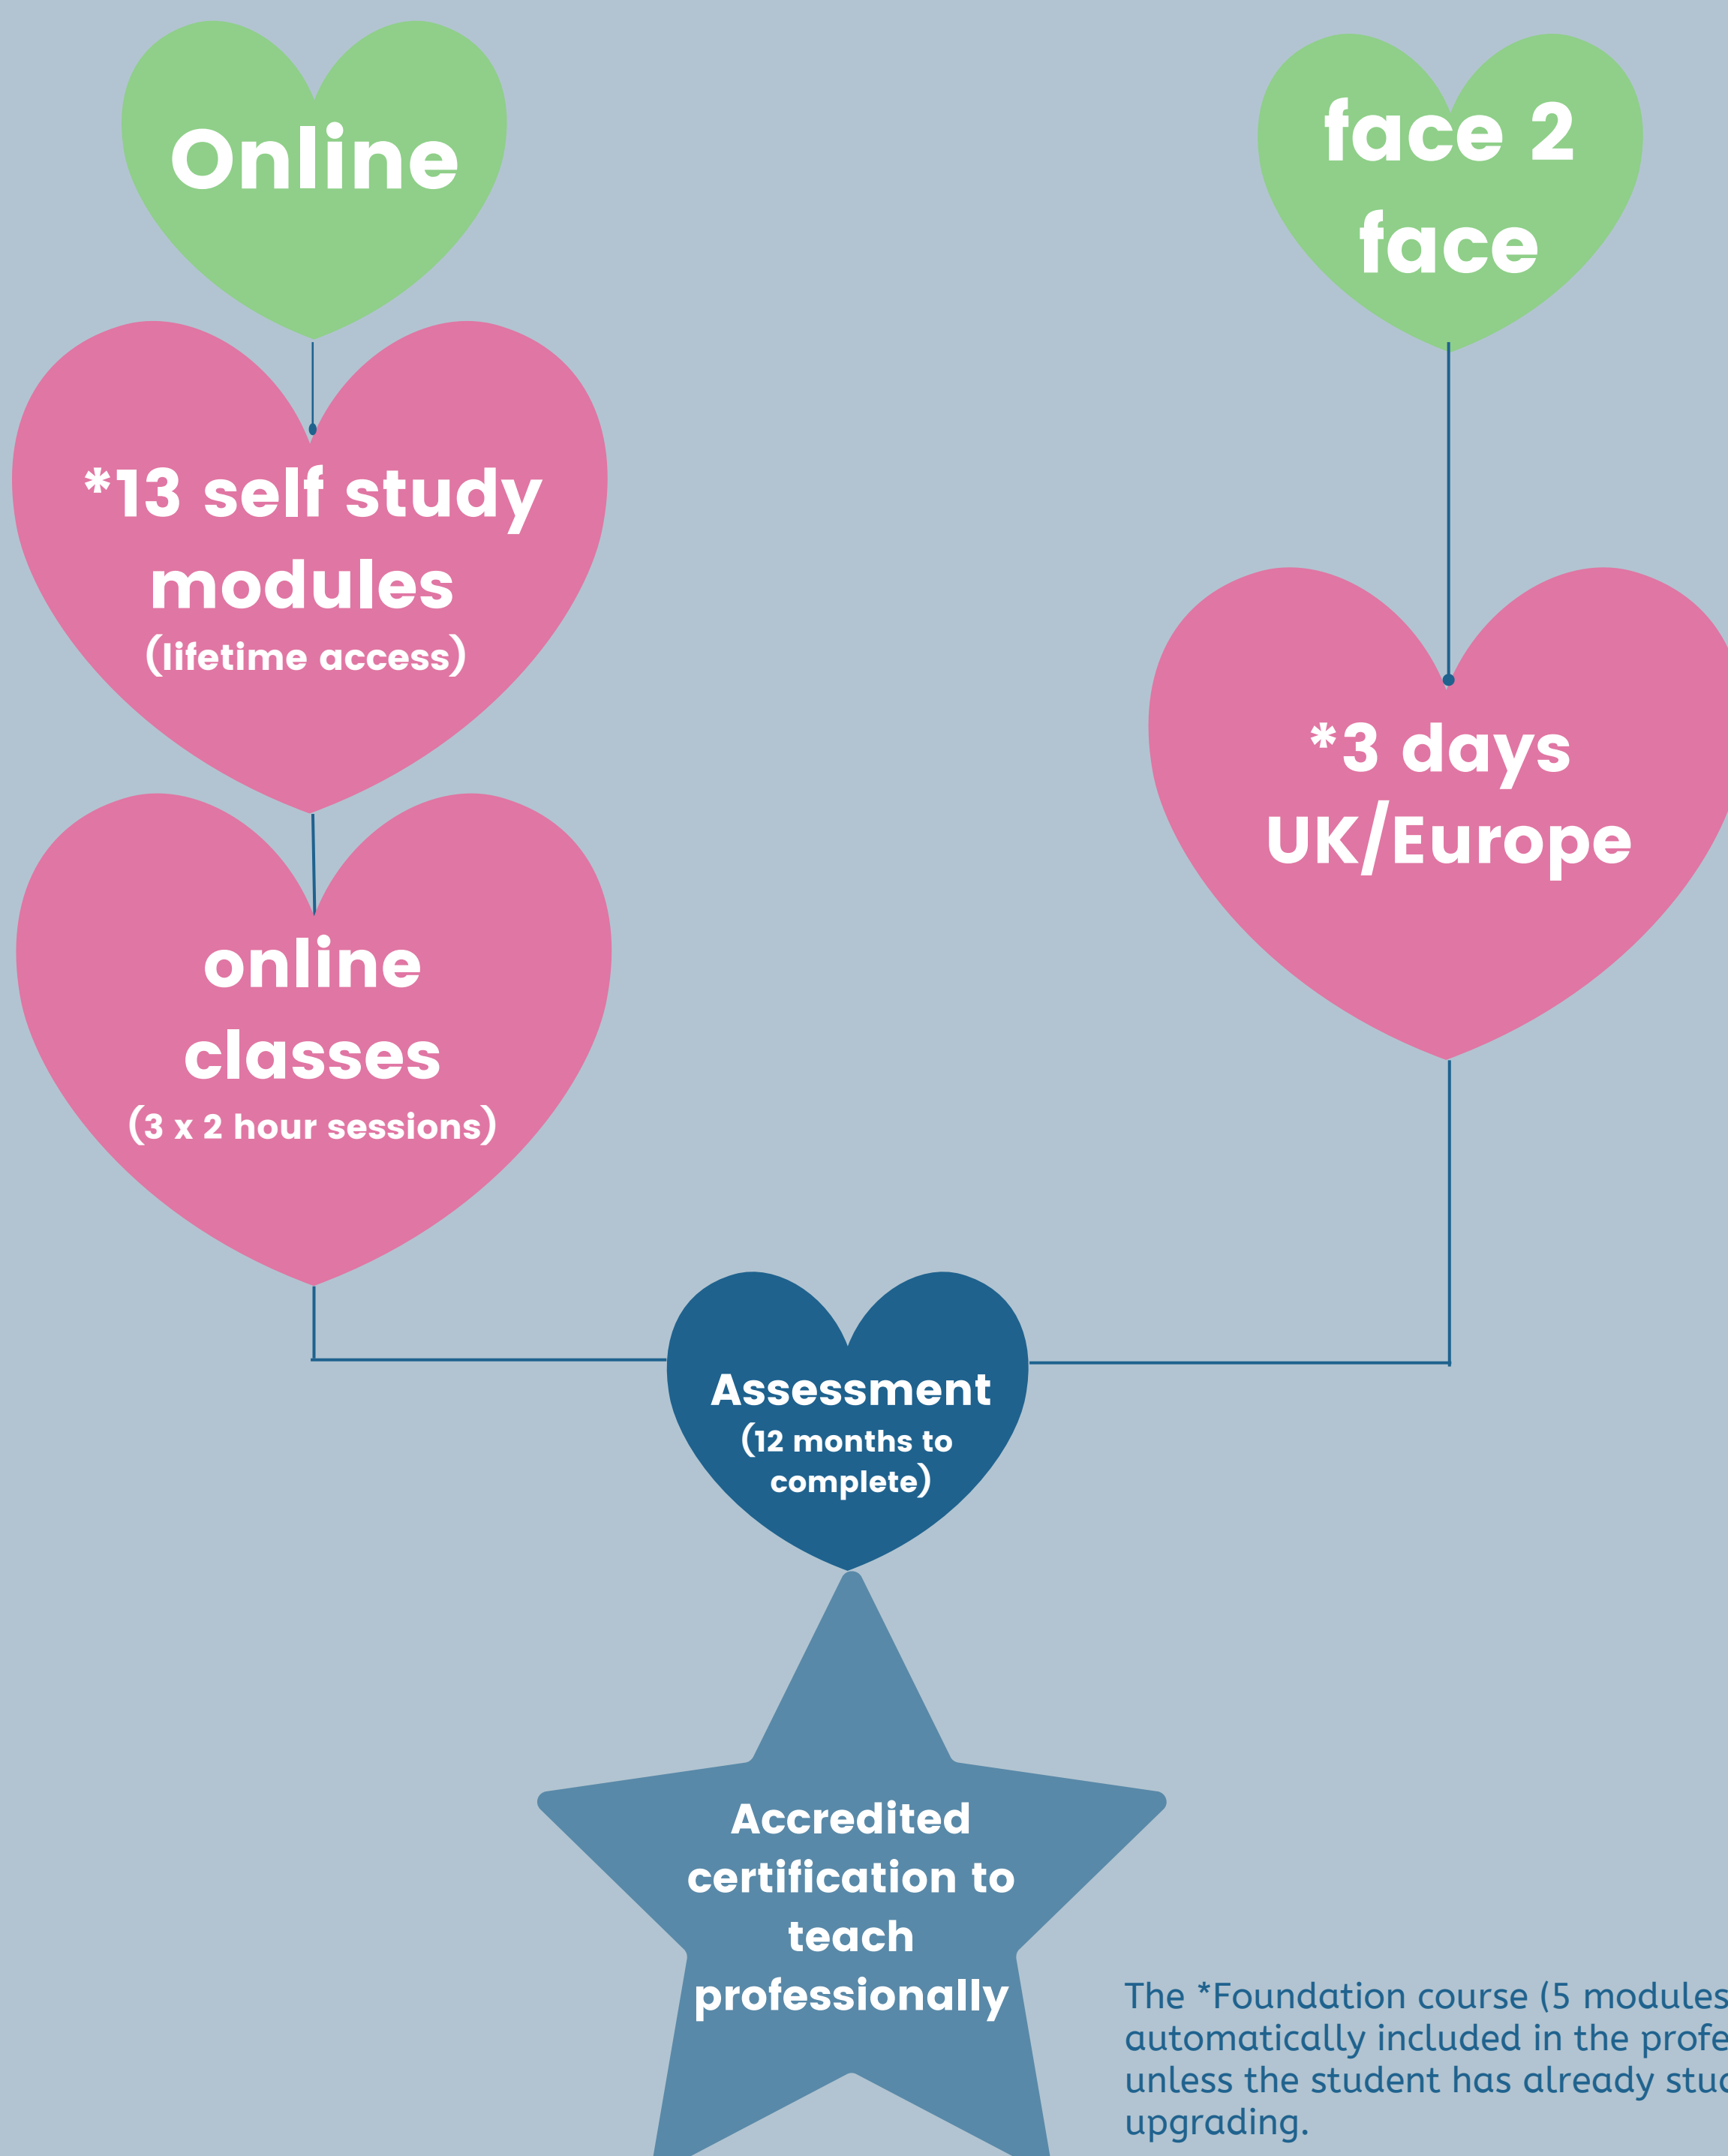 Online
*13 self study
modules
(lifetime access)
online
classes
(3 x 2 hour sessions)
face 2
face
*3 days
UK/Europe
Assessment
(12 months to
complete)
Accredited
certification to
teach
professionally
The *Foundation course (5 modules
automatically included in the
unless the student has already
upgrading.